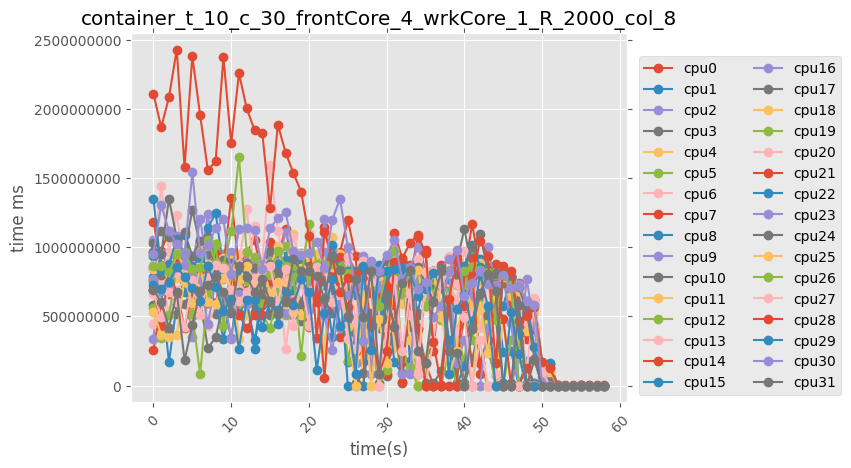 container_t_10_c_30_frontCore_4_wrkCore_1_R_2000_col_8
2500000000
2000000000
1500000000
1000000000
500000000
0
time ms
0
10
20
30
40
50
60
time(s)
cpu0
cpu1
cpu2
cpu3
cpu4
cpu5
cpu6
cpu7
cpu8
cpu9
cpu10
cpu11
cpu12
cpu13
cpu14
cpu15
cpu16
cpu17
cpu18
cpu19
cpu20
cpu21
cpu22
cpu23
cpu24
cpu25
cpu26
cpu27
cpu28
cpu29
cpu30
cpu31